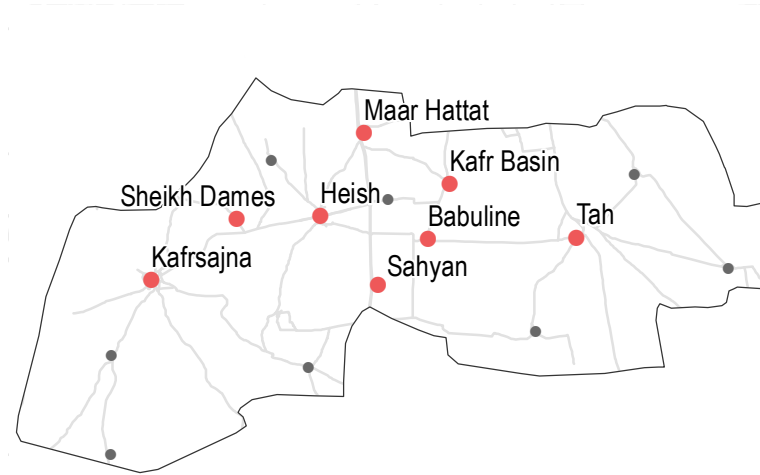 Maar Hattat
Kafr Basin
Sheikh Dames
Heish
Babuline
Tah
Kafrsajna
Sahyan